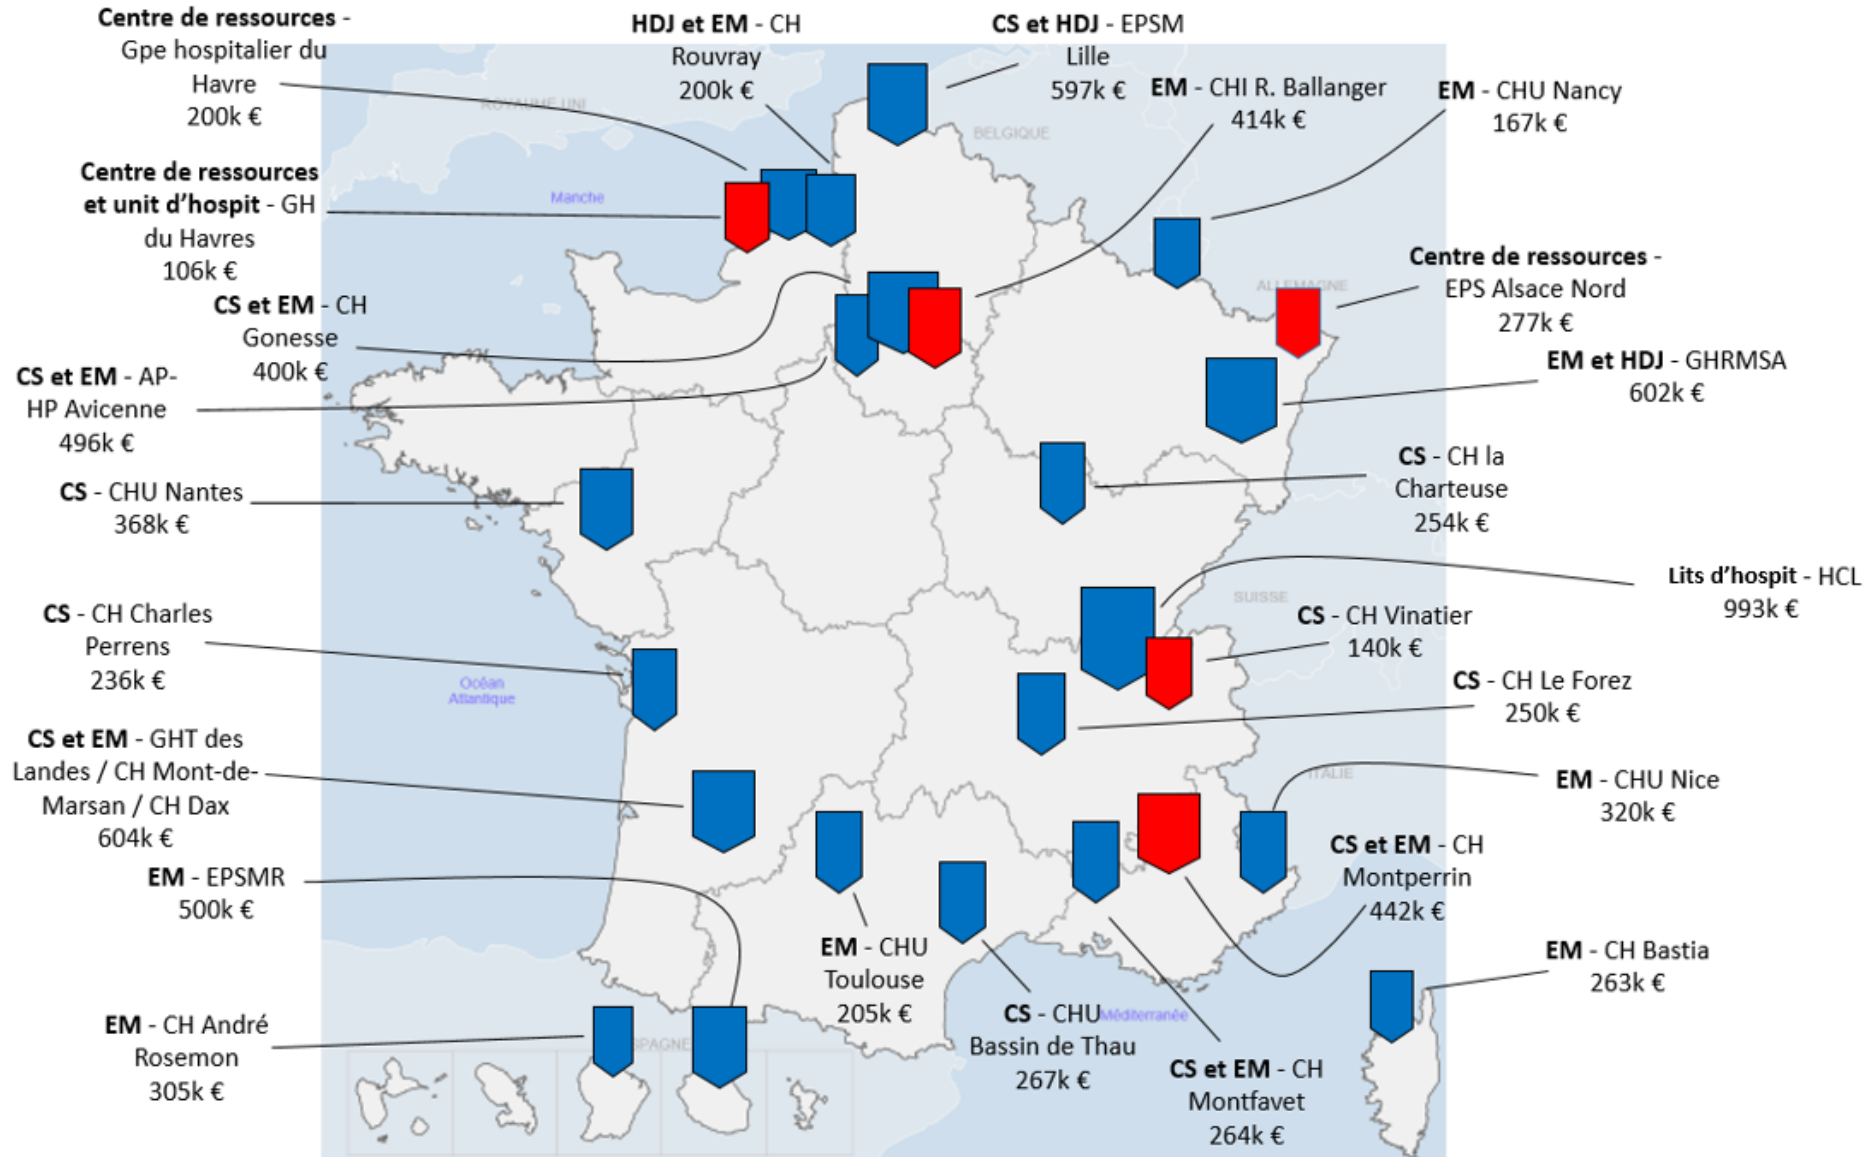 Centre de ressources -
Gpe hospitalier du
Havre
200k €
HDJ et EM - CH
Rouvray
200k €
CS et HDJ - EPSM
Lille
597k €
EM - CHI R. Ballanger
414k €
EM - CHU Nancy
167k €
ROYAUME UNI
BELGIQUE
Manche
Centre de ressources
et unit d’hospit - GH
du Havres
106k €
ALLEMAGNE
Centre de ressources -
EPS Alsace Nord
277k €
CS et EM - CH
Gonesse
400k €
EM et HDJ - GHRMSA
602k €
CS et EM - AP-
HP Avicenne
496k €
CS - CHU Nantes
368k €
CS - CH la
Charteuse
254k €
Lits d’hospit - HCL
993k €
SUISSE
CS - CH Vinatier
140k €
CS - CH Charles
Perrens
236k €
Océan
Atlantique
CS - CH Le Forez
250k €
CS et EM - GHT des
Landes / CH Mont-de-
Marsan / CH Dax
604k €
ITALIE
EM - CHU Nice
320k €
CS et EM - CH
Montperrin
442k €
EM - EPSMR
500k €
EM - CHU
Toulouse
205k €
EM - CH Bastia
263k €
CS - CHU
Bassin de Thau
267k €
Méditerranée
EM - CH André
Rosemon
305k €
SPAGNE
CS et EM - CH
Montfavet
264k €